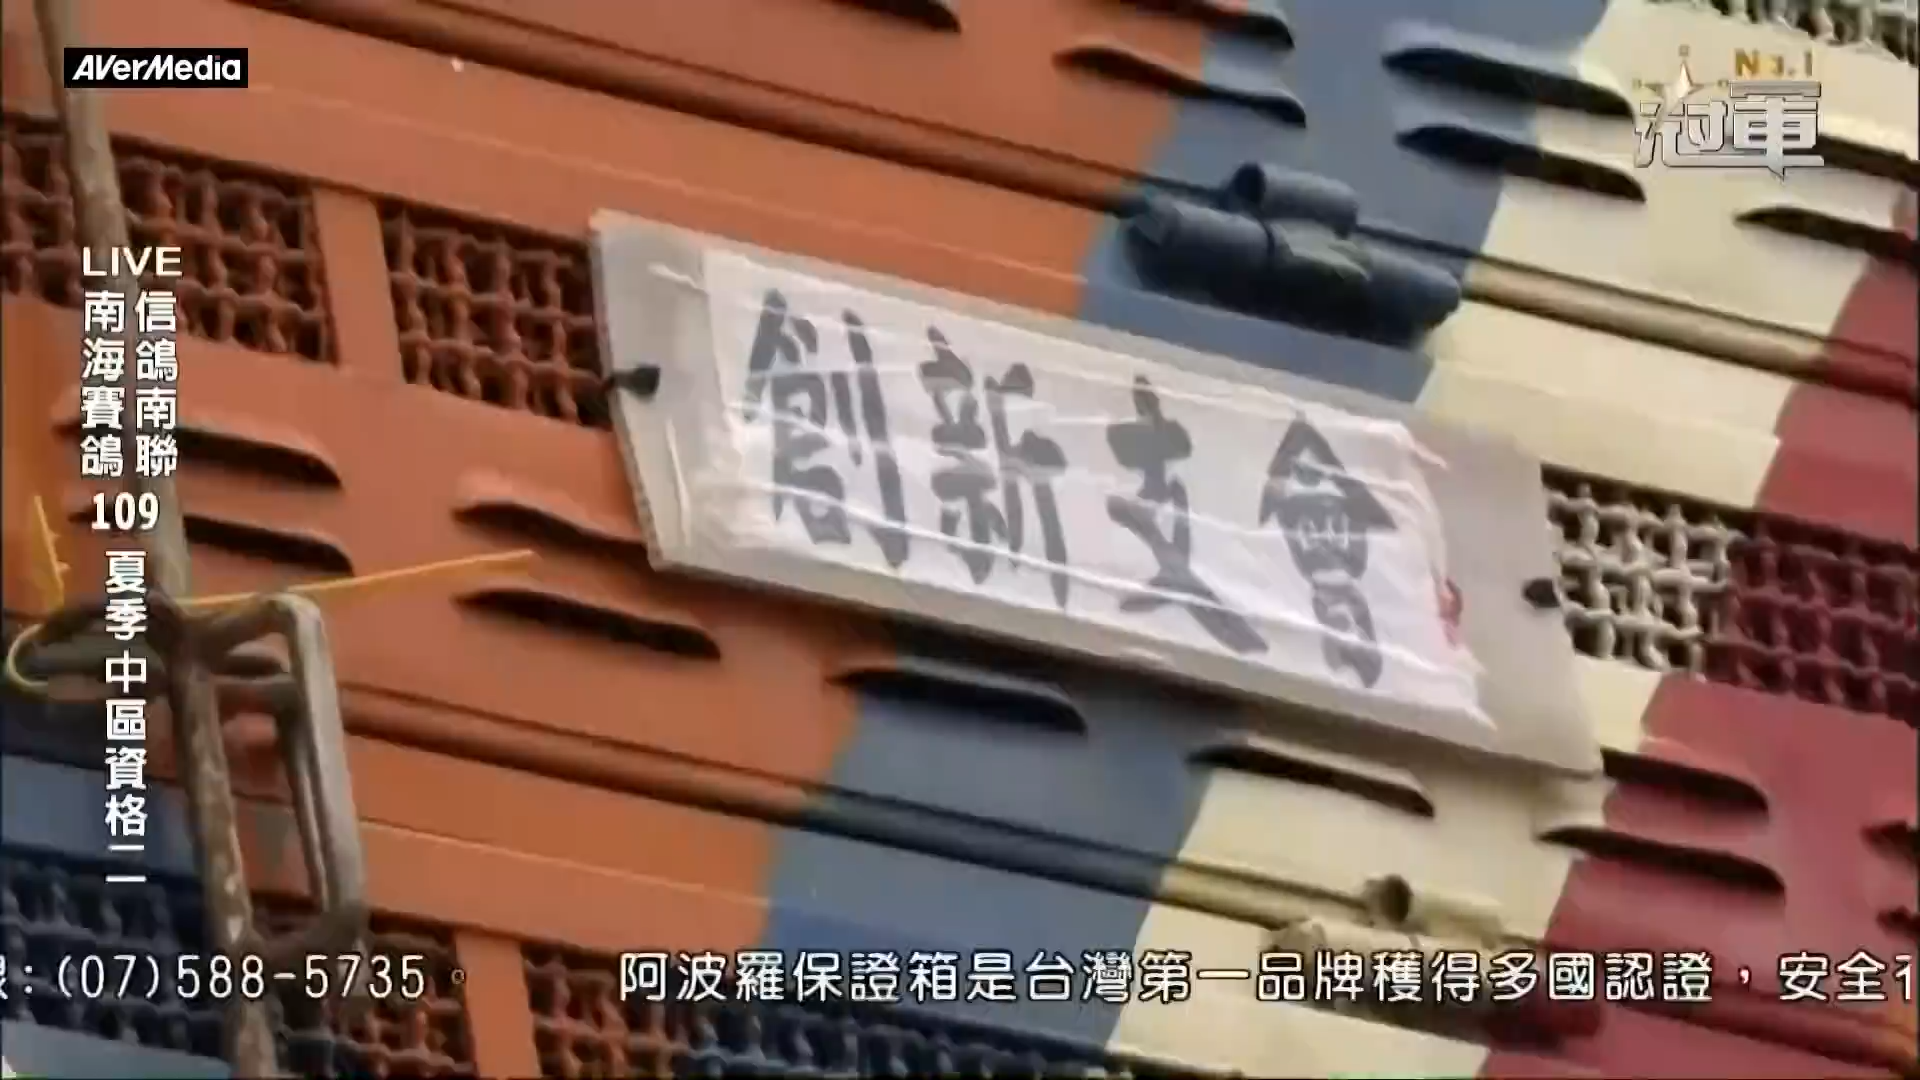 AVerMedia
No.1
冠軍
LIVE
信鴿南聯
南海賽鴿
109
夏季中區資格二
創新支會
:(07)588-5735。
阿波羅保證箱是台灣第一品牌獲得多國認證，安全